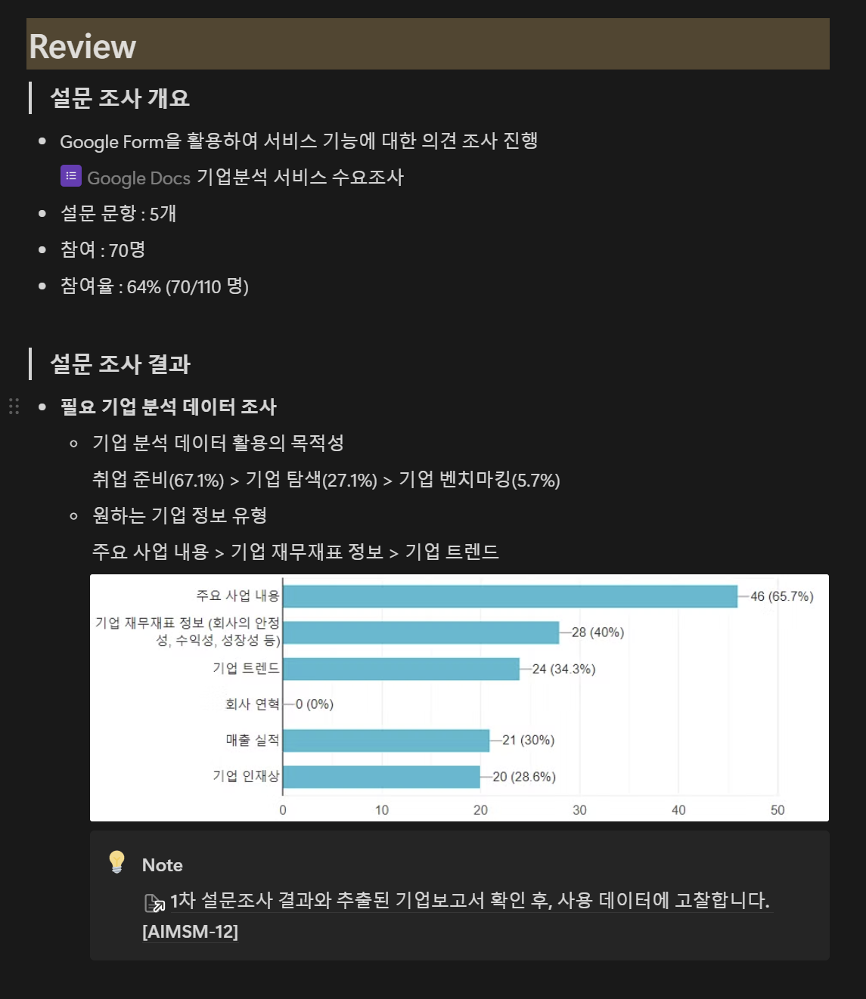 Review
설문 조사 개요
Google Form을 활용하여 서비스 기능에 대한 의견 조사 진행
Google Docs 기업분석 서비스 수요조사
설문 문항 : 5개
참여 : 70명
참여율 : 64% (70/110 명)
설문 조사 결과
필요 기업 분석 데이터 조사
기업 분석 데이터 활용의 목적성
취업 준비(67.1%) > 기업 탐색(27.1%) > 기업 벤치마킹(5.7%)
원하는 기업 정보 유형
주요 사업 내용 > 기업 재무재표 정보 > 기업 트렌드
주요 사업 내용 46 (65.7%)
기업 재무재표 정보 (회사의 안정
성, 수익성, 성장성 등) 28 (40%)
기업 트렌드 24 (34.3%)
회사 연혁 0 (0%)
매출 실적 21 (30%)
기업 인재상 20 (28.6%)
0 10 20 30 40 50
Note
1차 설문조사 결과와 추출된 기업보고서 확인 후, 사용 데이터에 고찰합니다.
[AIMSM-12]